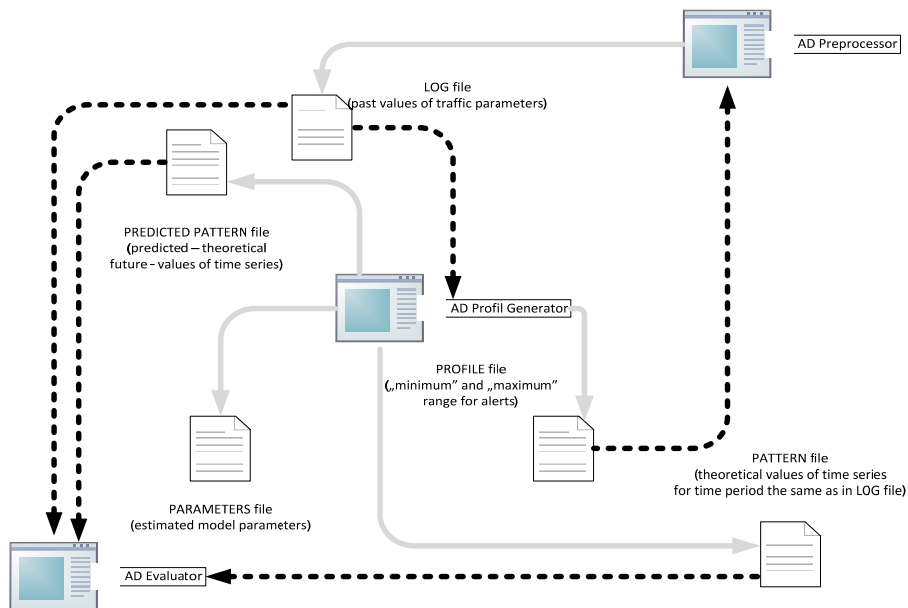 AD Preprocessor
LOG file
(past values of traffic parameters)
PREDICTED PATTERN file
(predicted – theoretical
future - values of time series)
AD Profil Generator
PROFILE file
(„minimum” and „maximum”
range for alerts)
PATTERN file
(theoretical values of time series
for time period the same as in LOG file)
PARAMETERS file
(estimated model parameters)
AD Evaluator